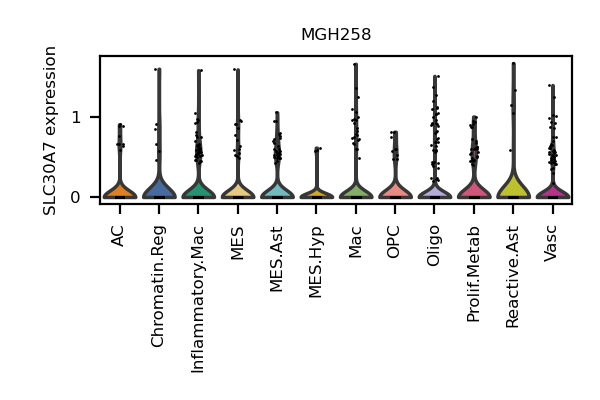 MGH258
SLC30A7 expression
1
0
AC
Chromatin.Reg
Inflammatory.Mac
MES
MES.Ast
MES.Hyp
Mac
OPC
Oligo
Prolif.Metab
Reactive.Ast
Vasc